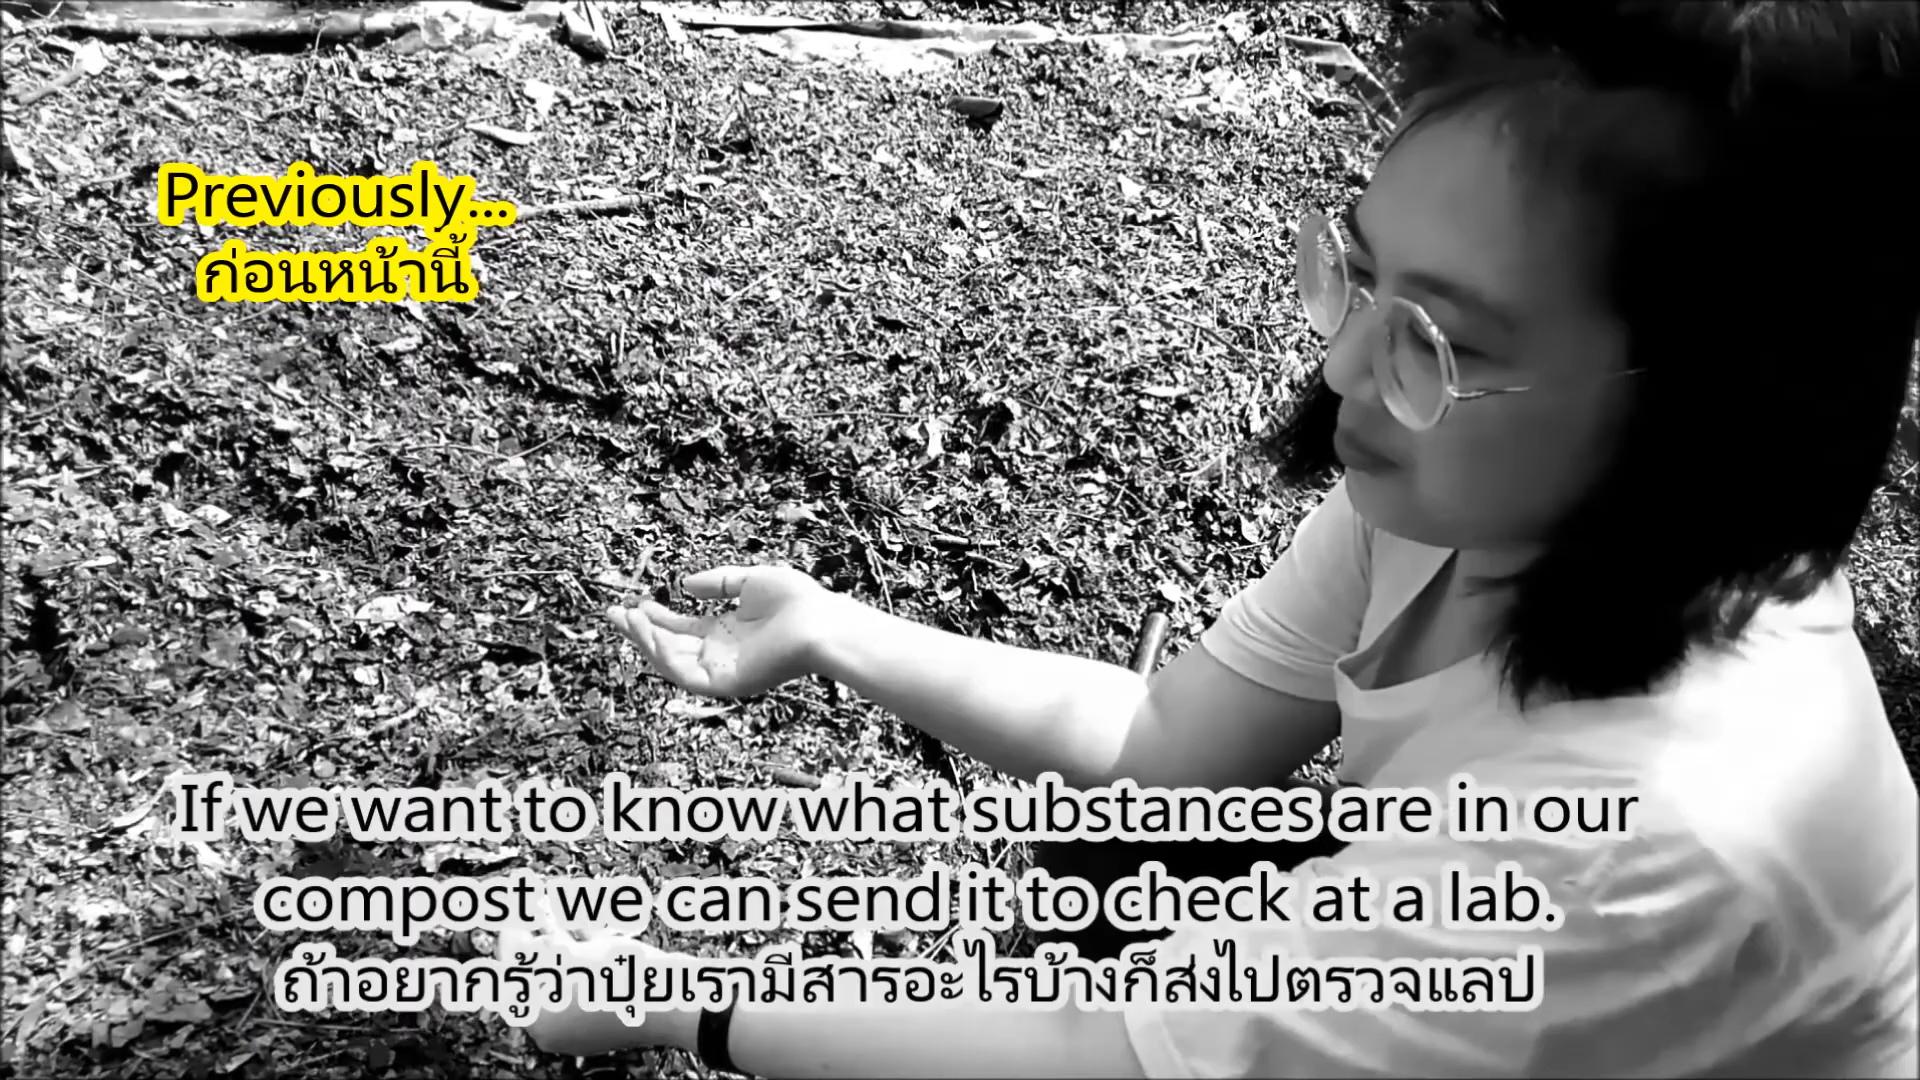 Previously...
ก่อนหน้านี้
If we want to know what substances are in our
compost we can send it to check at a lab.
ถ้าอยากรู้ว่าปุ๋ยเรามีสารอะไรบ้างก็ส่งไปตรวจแลป